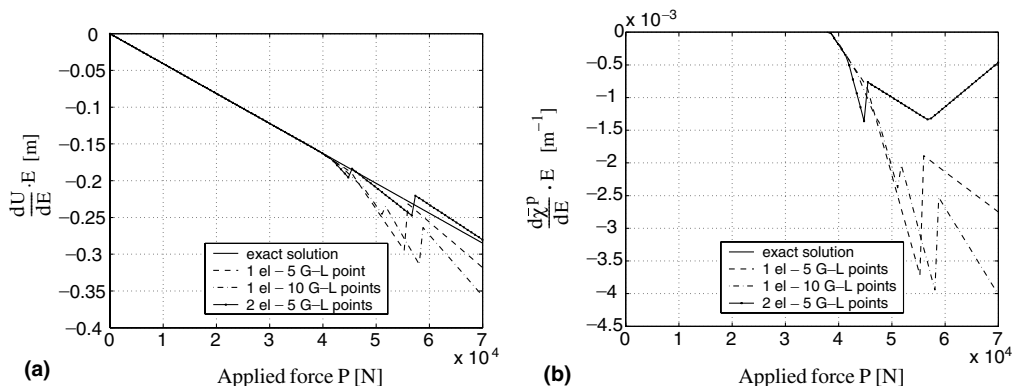 0
−0.05
−0.1
−0.15
−0.2
−0.25
−0.3
−0.35
−0.4
dU/dE · E [m]
exact solution
1 el − 5 G−L point
1 el − 10 G−L points
2 el − 5 G−L points
0 1 2 3 4 5 6 7
x 10^4
(a)
Applied force P [N]
x 10^−3
0
−0.5
−1
−1.5
−2
−2.5
−3
−3.5
−4
−4.5
dχ̄^p/dE · E [m^−1]
exact solution
1 el − 5 G−L points
1 el − 10 G−L points
2 el − 5 G−L points
0 1 2 3 4 5 6 7
x 10^4
(b)
Applied force P [N]